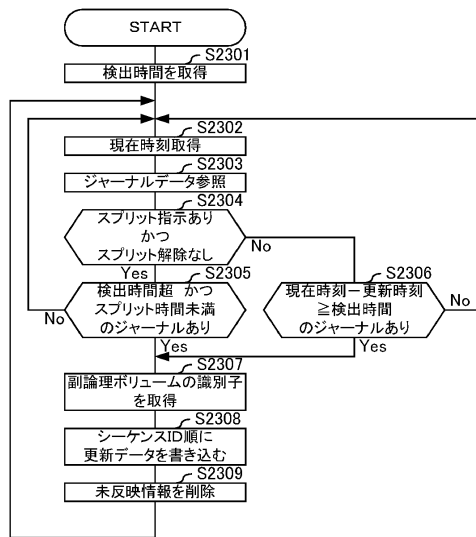 START
S2301
検出時間を取得
S2302
現在時刻取得
S2303
ジャーナルデータ参照
S2304
スプリット指示あり
かつ
スプリット解除なし
No
Yes
S2305
検出時間超 かつ
スプリット時間未満
のジャーナルあり
No
Yes
S2306
現在時刻－更新時刻
≧検出時間
のジャーナルあり
No
Yes
S2307
副論理ボリュームの識別子
を取得
S2308
シーケンスID順に
更新データを書き込む
S2309
未反映情報を削除